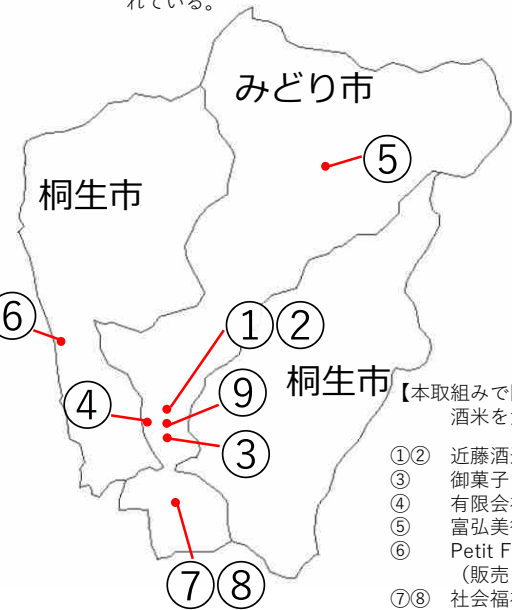 れている。
みどり市
⑤
桐生市
⑥
①②
⑨
桐生市
④
③
【本取組みで
酒米を
①② 近藤酒
③ 御菓子
④ 有限会
⑤ 富弘美
⑥ Petit F
（販売
⑦⑧ 社会福
⑦⑧